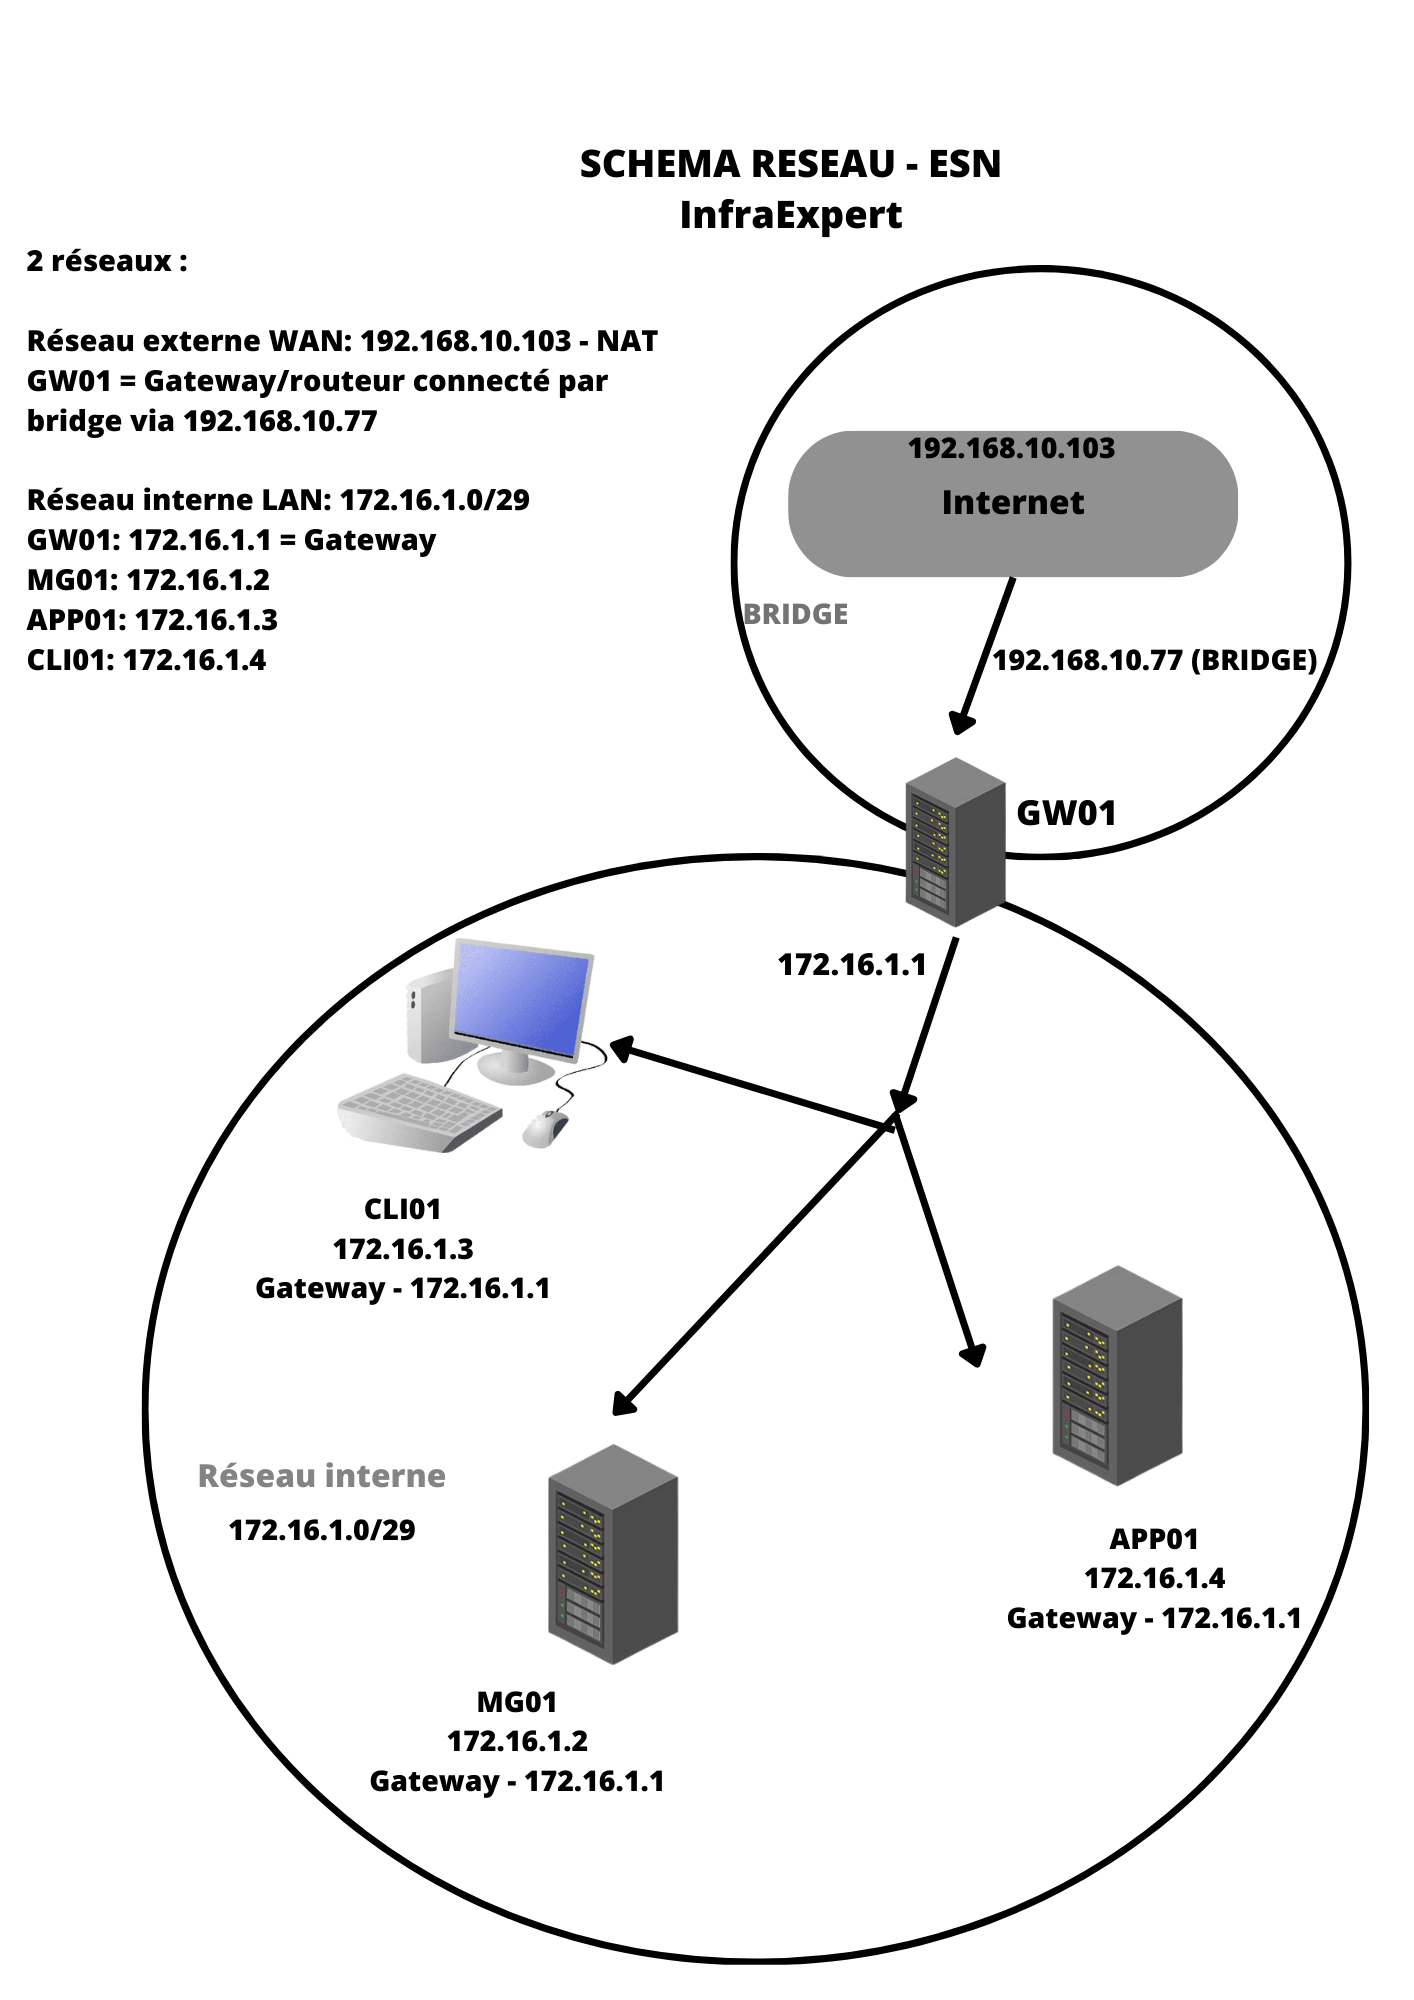 SCHEMA RESEAU - ESN
InfraExpert
2 réseaux :
Réseau externe WAN: 192.168.10.103 - NAT
GW01 = Gateway/routeur connecté par
bridge via 192.168.10.77
Réseau interne LAN: 172.16.1.0/29
GW01: 172.16.1.1 = Gateway
MG01: 172.16.1.2
APP01: 172.16.1.3
CLI01: 172.16.1.4
192.168.10.103
Internet
BRIDGE
192.168.10.77 (BRIDGE)
GW01
172.16.1.1
CLI01
172.16.1.3
Gateway - 172.16.1.1
Réseau interne
172.16.1.0/29
APP01
172.16.1.4
Gateway - 172.16.1.1
MG01
172.16.1.2
Gateway - 172.16.1.1